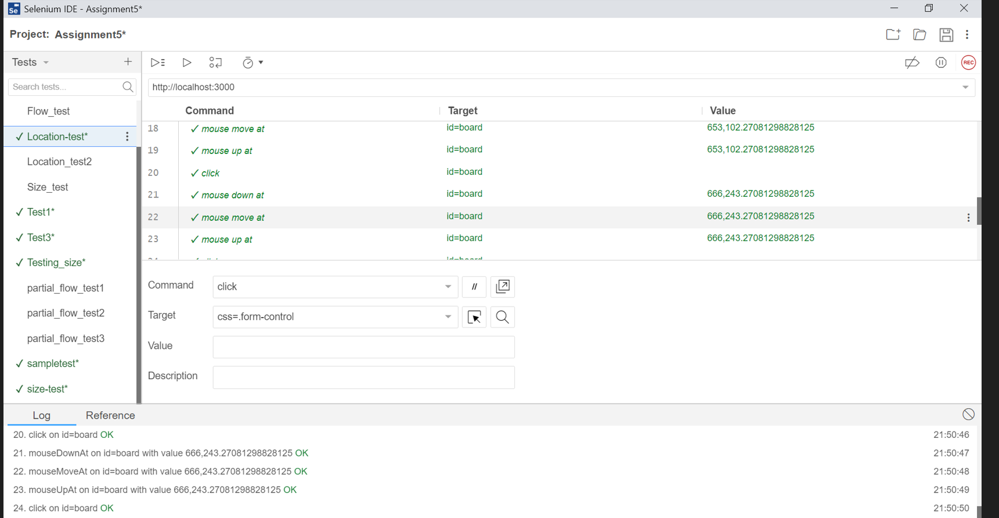 Se Selenium IDE - Assignment5*
Project: Assignment5*
Tests
REC
Search tests...
http://localhost:3000
Command Target Value
Flow_test
Location-test*
Location_test2
Size_test
Test1*
Test3*
Testing_size*
partial_flow_test1
partial_flow_test2
partial_flow_test3
sampletest*
size-test*
18 ✓ mouse move at id=board 653,102.27081298828125
19 ✓ mouse up at id=board 653,102.27081298828125
20 ✓ click id=board
21 ✓ mouse down at id=board 666,243.27081298828125
22 ✓ mouse move at id=board 666,243.27081298828125
23 ✓ mouse up at id=board 666,243.27081298828125
Command click //
Target css=.form-control
Value
Description
Log Reference
20. click on id=board OK 21:50:46
21. mouseDownAt on id=board with value 666,243.27081298828125 OK 21:50:47
22. mouseMoveAt on id=board with value 666,243.27081298828125 OK 21:50:48
23. mouseUpAt on id=board with value 666,243.27081298828125 OK 21:50:49
24. click on id=board OK 21:50:50